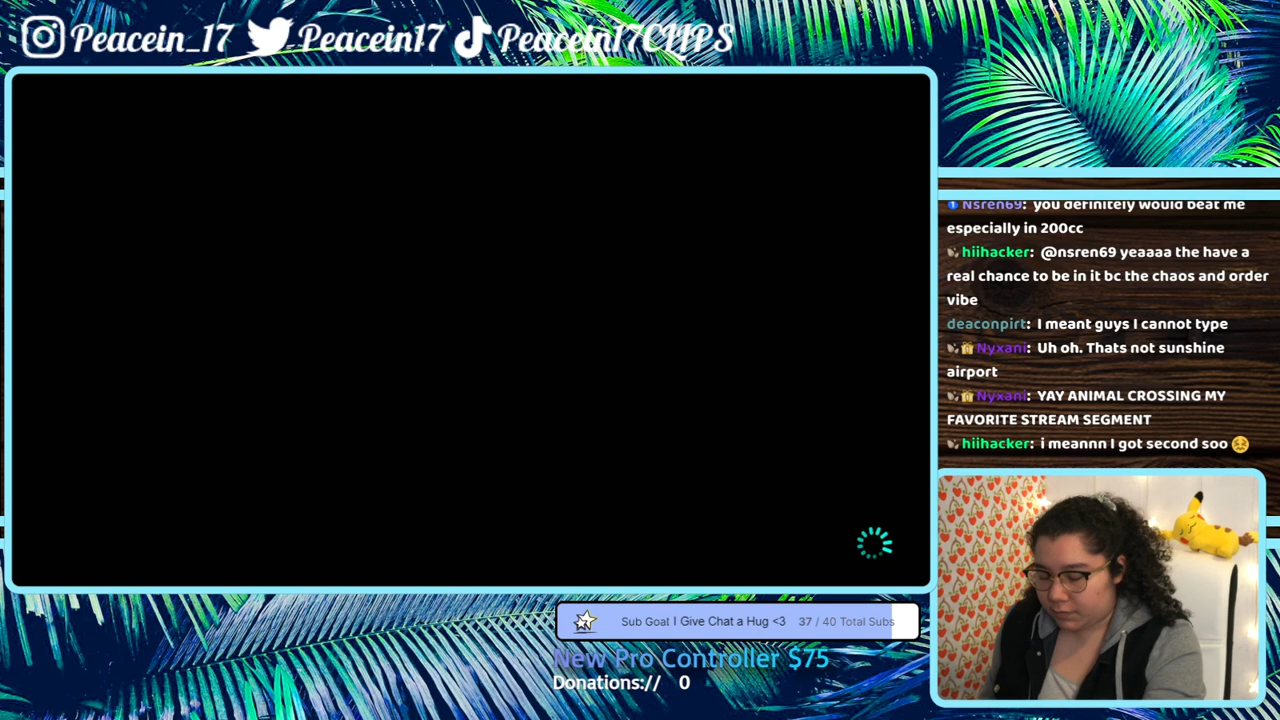 Peacein_17 Peacein17 Peacein17ClIPS
Nsren69: you definitely would beat me
especially in 200cc
hiihacker: @nsren69 yeaaaa the have a
real chance to be in it bc the chaos and order
vibe
deaconpirt: I meant guys I cannot type
Nyxani: Uh oh. Thats not sunshine
airport
Nyxani: YAY ANIMAL CROSSING MY
FAVORITE STREAM SEGMENT
hiihacker: i meannn I got second soo 😣
Sub Goal I Give Chat a Hug <3 37 / 40 Total Subs
New Pro Controller $75
Donations:// 0